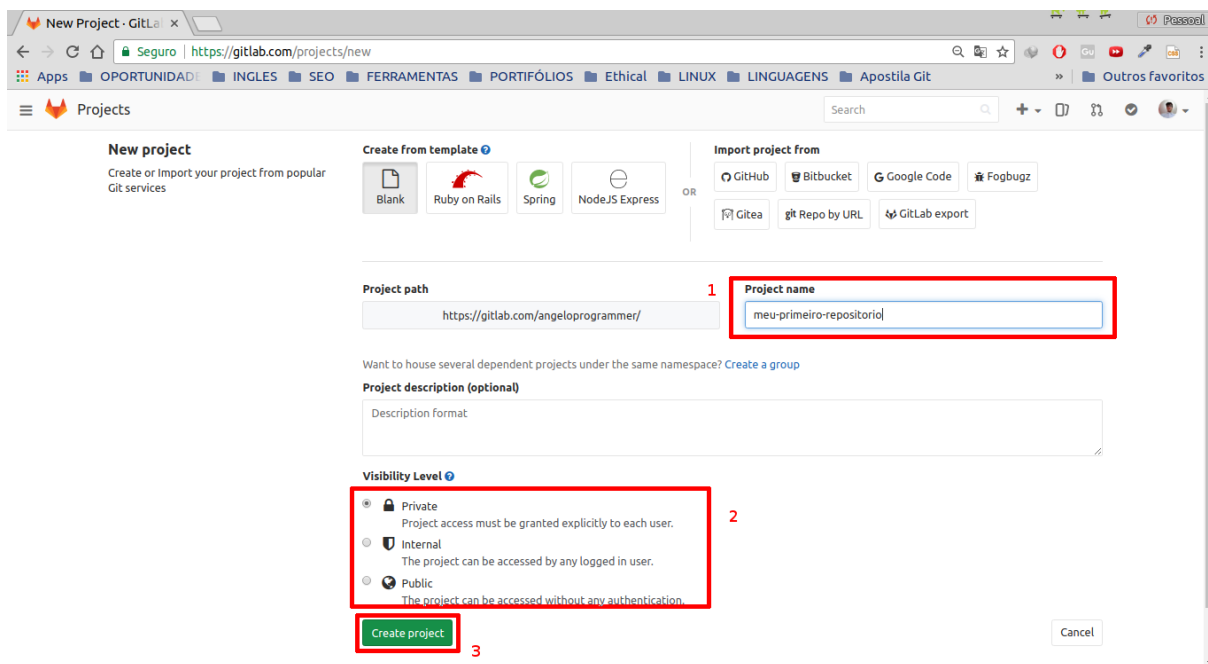 New Project · GitLa
Pessoal
Seguro | https://gitlab.com/projects/new
Apps OPORTUNIDADE INGLES SEO FERRAMENTAS PORTIFÓLIOS Ethical LINUX LINGUAGENS Apostila Git » Outros favoritos
Projects
Search
New project
Create or Import your project from popular
Git services
Create from template
Blank
Ruby on Rails
Spring
NodeJS Express
OR
Import project from
GitHub
Bitbucket
Google Code
Fogbugz
Gitea
git Repo by URL
GitLab export
Project path
https://gitlab.com/angeloprogrammer/
1
Project name
meu-primeiro-repositorio
Want to house several dependent projects under the same namespace? Create a group
Project description (optional)
Description format
Visibility Level
Private
Project access must be granted explicitly to each user.
2
Internal
The project can be accessed by any logged in user.
Public
The project can be accessed without any authentication.
Create project
3
Cancel